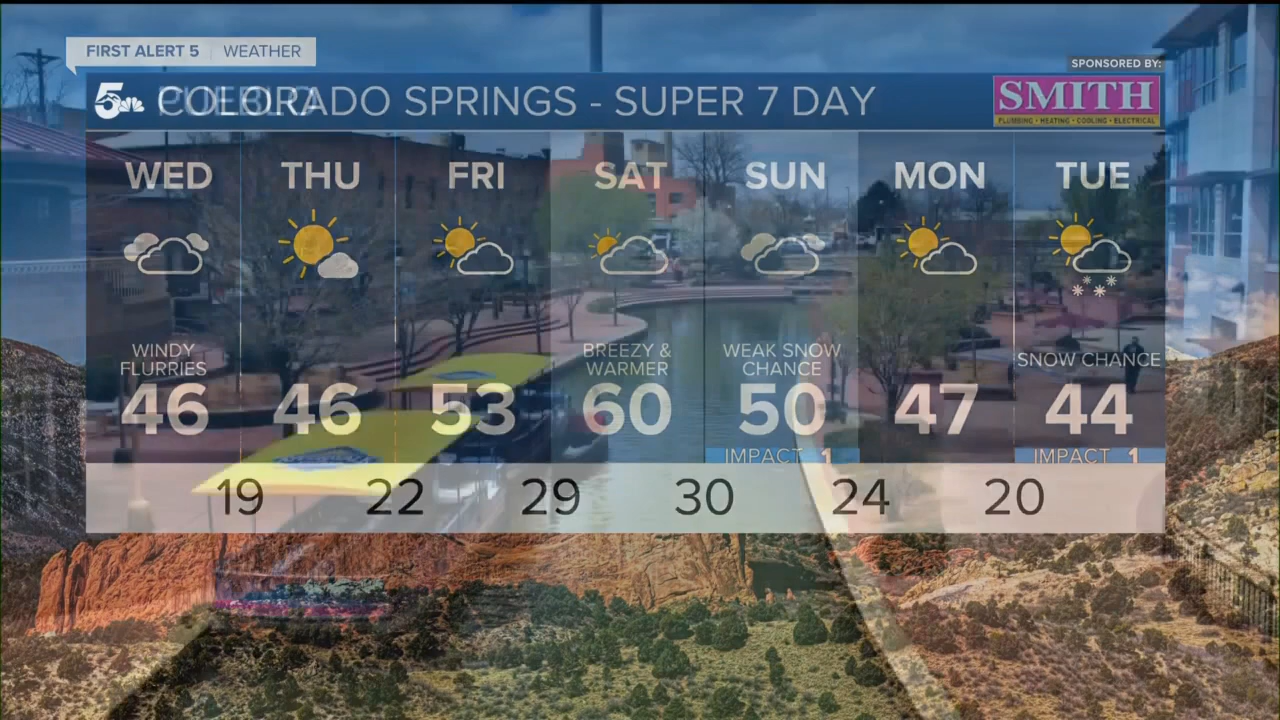 FIRST ALERT 5 | WEATHER
SPONSORED BY:
5 COLORADO SPRINGS - SUPER 7 DAY
PUEBLO
SMITH
PLUMBING • HEATING • COOLING • ELECTRICAL
WED THU FRI SAT SUN MON TUE
WINDY FLURRIES
BREEZY & WARMER
WEAK SNOW CHANCE
SNOW CHANCE
46 46 53 60 50 47 44
IMPACT 1 IMPACT 1
19 22 29 30 24 20